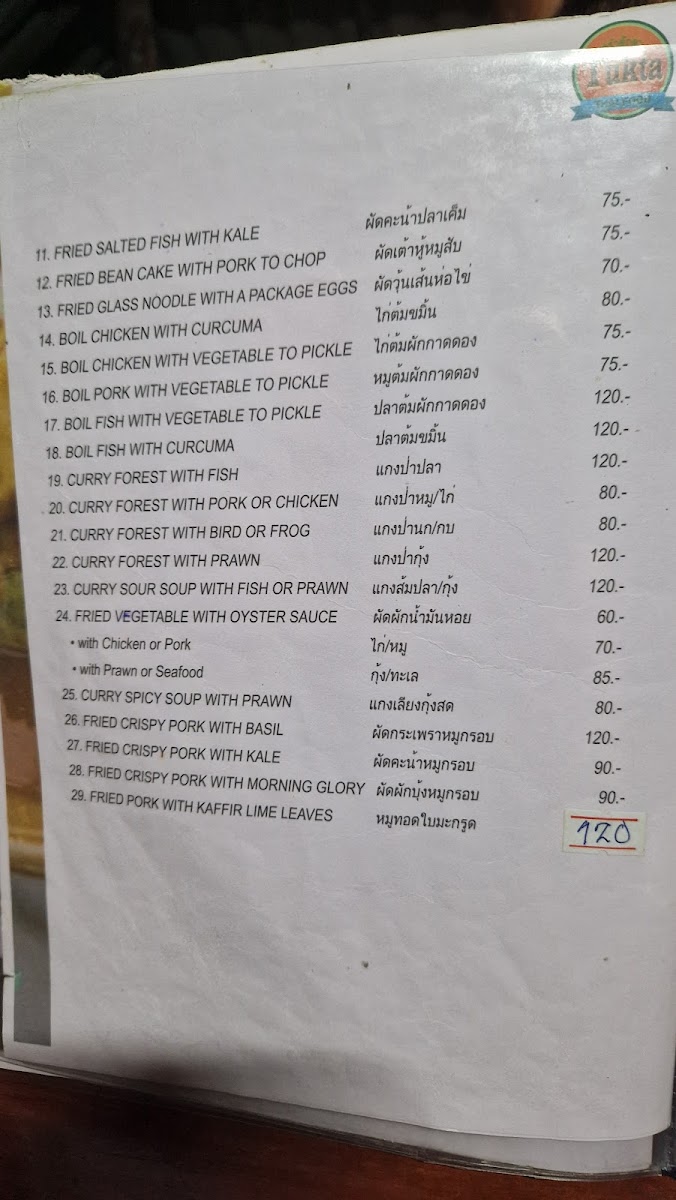 Tukta
11. FRIED SALTED FISH WITH KALE ผัดคะน้าปลาเค็ม 75.-
12. FRIED BEAN CAKE WITH PORK TO CHOP ผัดเต้าหู้หมูสับ 75.-
13. FRIED GLASS NOODLE WITH A PACKAGE EGGS ผัดวุ้นเส้นห่อไข่ 70.-
14. BOIL CHICKEN WITH CURCUMA ไก่ต้มขมิ้น 80.-
15. BOIL CHICKEN WITH VEGETABLE TO PICKLE ไก่ต้มผักกาดดอง 75.-
16. BOIL PORK WITH VEGETABLE TO PICKLE หมูต้มผักกาดดอง 75.-
17. BOIL FISH WITH VEGETABLE TO PICKLE ปลาต้มผักกาดดอง 120.-
18. BOIL FISH WITH CURCUMA ปลาต้มขมิ้น 120.-
19. CURRY FOREST WITH FISH แกงป่าปลา 120.-
20. CURRY FOREST WITH PORK OR CHICKEN แกงป่าหมู/ไก่ 80.-
21. CURRY FOREST WITH BIRD OR FROG แกงป่านก/กบ 80.-
22. CURRY FOREST WITH PRAWN แกงป่ากุ้ง 120.-
23. CURRY SOUR SOUP WITH FISH OR PRAWN แกงส้มปลา/กุ้ง 120.-
24. FRIED VEGETABLE WITH OYSTER SAUCE ผัดผักน้ำมันหอย 60.-
• with Chicken or Pork ไก่/หมู 70.-
• with Prawn or Seafood กุ้ง/ทะเล 85.-
25. CURRY SPICY SOUP WITH PRAWN แกงเลียงกุ้งสด 80.-
26. FRIED CRISPY PORK WITH BASIL ผัดกระเพราหมูกรอบ 120.-
27. FRIED CRISPY PORK WITH KALE ผัดคะน้าหมูกรอบ 90.-
28. FRIED CRISPY PORK WITH MORNING GLORY ผัดผักบุ้งหมูกรอบ 90.-
29. FRIED PORK WITH KAFFIR LIME LEAVES หมูทอดใบมะกรูด 120